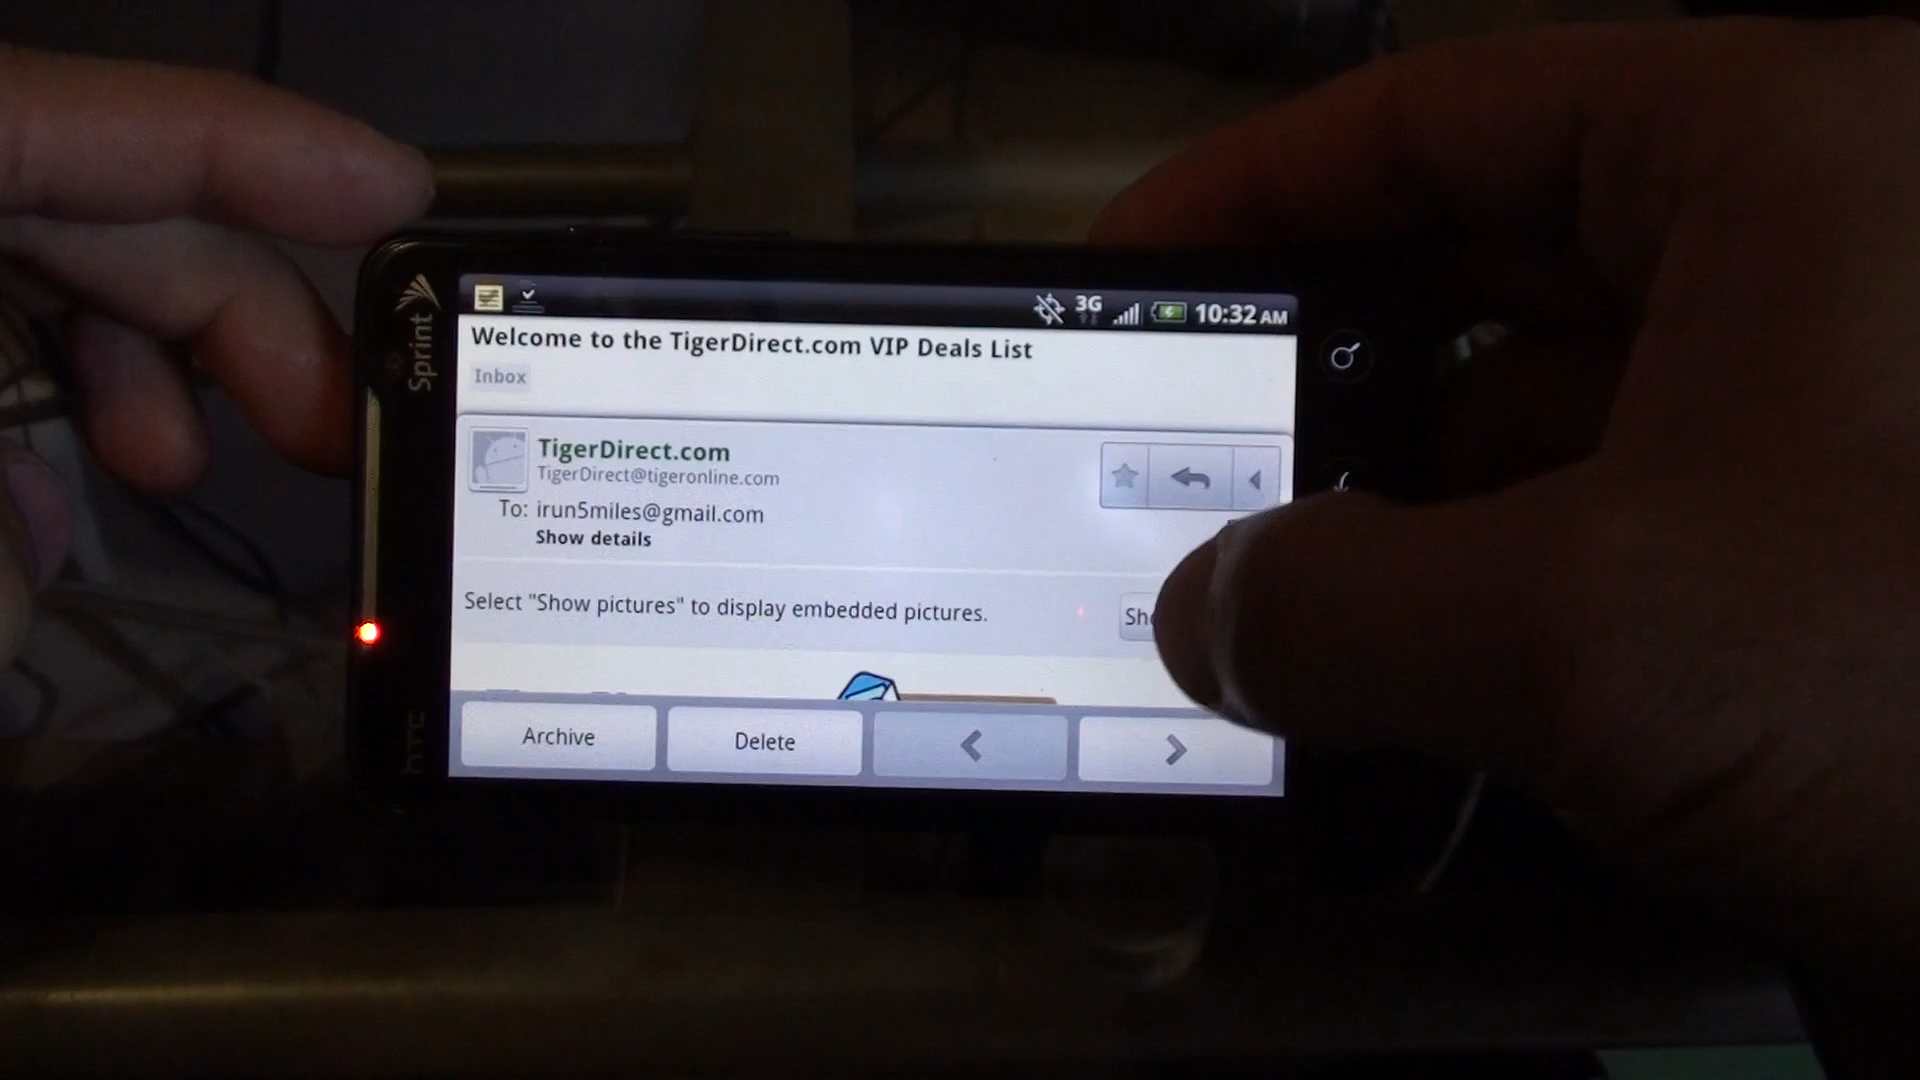 Sprint
3G 10:32 AM
Welcome to the TigerDirect.com VIP Deals List
Inbox
TigerDirect.com
TigerDirect@tigeronline.com
To: irun5miles@gmail.com
Show details
Select "Show pictures" to display embedded pictures.
Archive
Delete
hTC